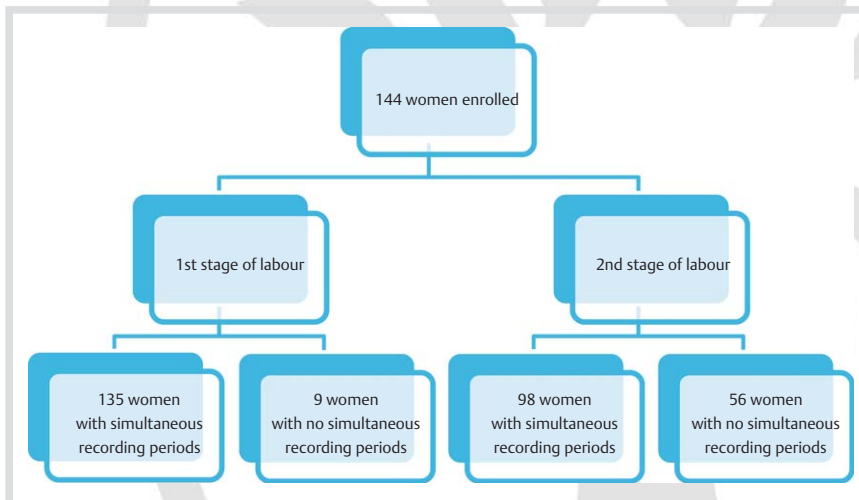 144 women enrolled
1st stage of labour
2nd stage of labour
135 women
with simultaneous
recording periods
9 women
with no simultaneous
recording periods
98 women
with simultaneous
recording periods
56 women
with no simultaneous
recording periods